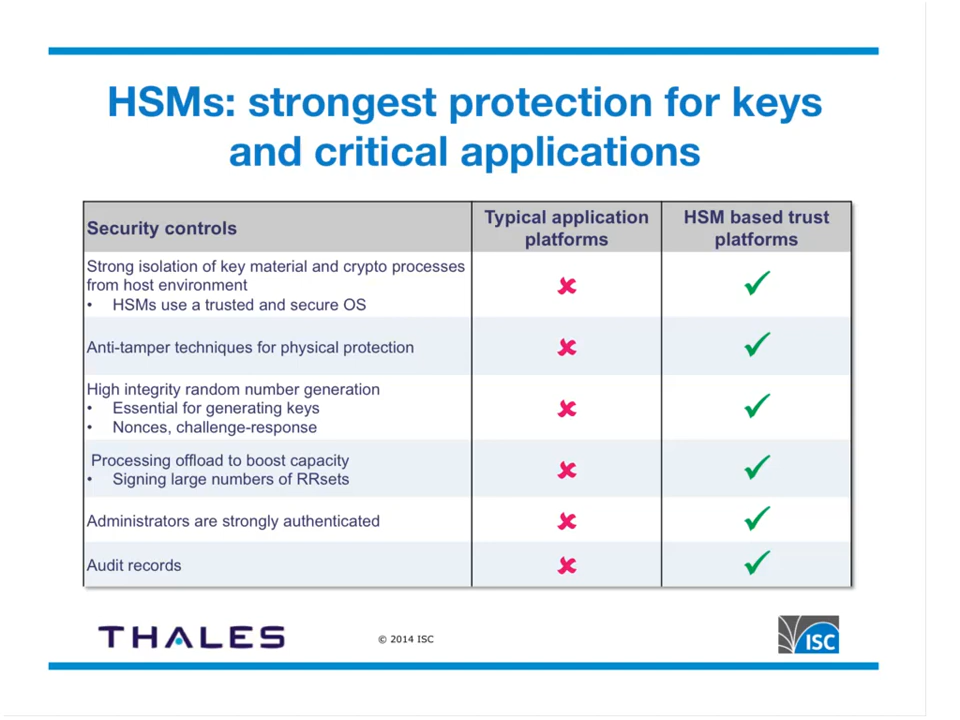 HSMs: strongest protection for keys
and critical applications
Security controls
Typical application
platforms
HSM based trust
platforms
Strong isolation of key material and crypto processes
from host environment
• HSMs use a trusted and secure OS
Anti-tamper techniques for physical protection
High integrity random number generation
• Essential for generating keys
• Nonces, challenge-response
Processing offload to boost capacity
• Signing large numbers of RRsets
Administrators are strongly authenticated
Audit records
THALES
© 2014 ISC
ISC